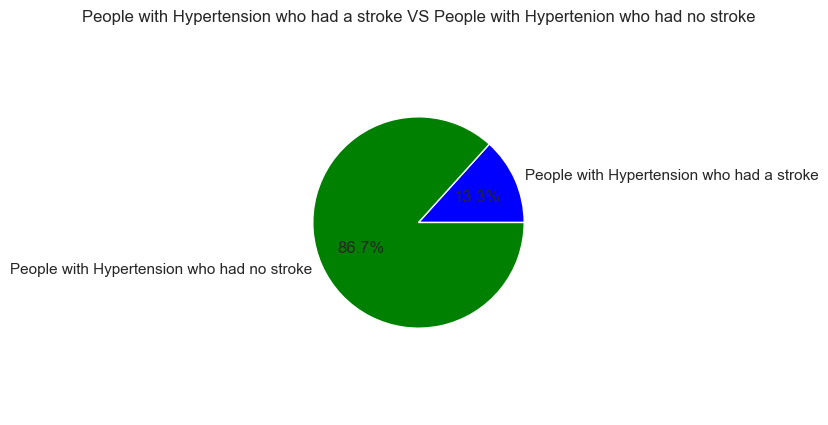 People with Hypertension who had a stroke VS People with Hypertenion who had no stroke
People with Hypertension who had a stroke
13.3%
86.7%
People with Hypertension who had no stroke